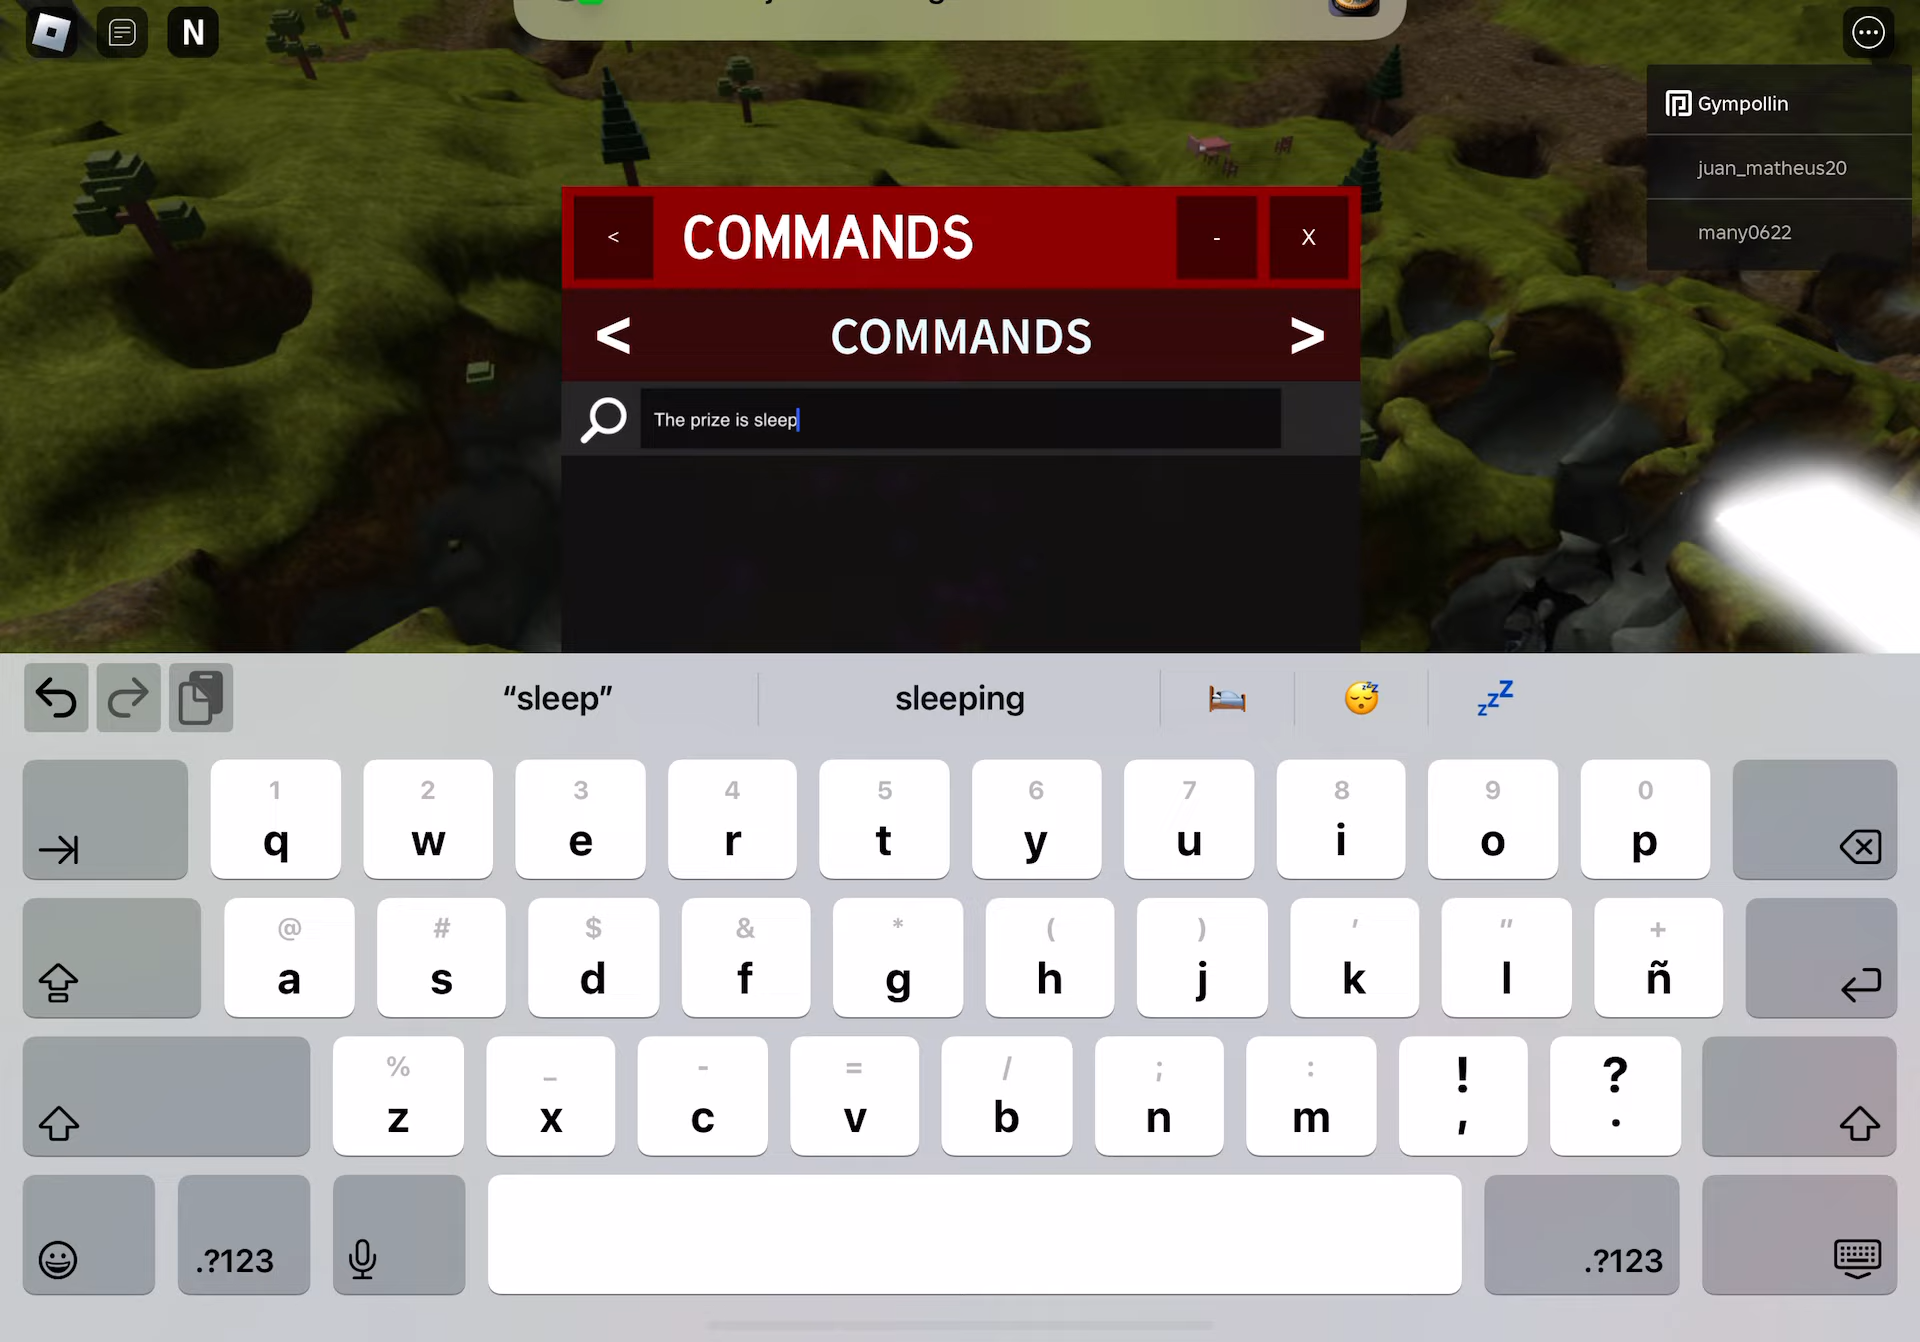 N
Gympollin
juan_matheus20
many0622
< COMMANDS - X
< COMMANDS >
The prize is sleep
“sleep” sleeping
1 2 3 4 5 6 7 8 9 0
q w e r t y u i o p
@ # $ & * ( ) ' " +
a s d f g h j k l ñ
% _ - = / ; : ! ?
z x c v b n m , .
.?123 .?123